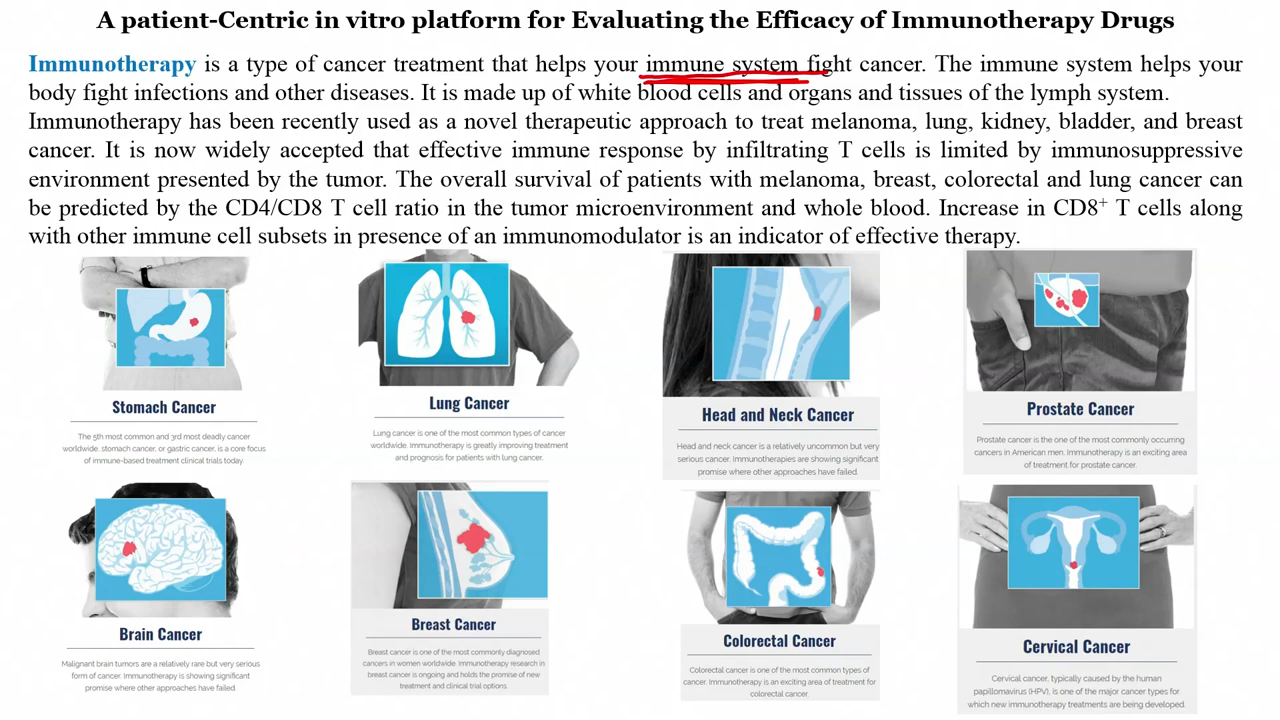 A patient-Centric in vitro platform for Evaluating the Efficacy of Immunotherapy Drugs
Immunotherapy is a type of cancer treatment that helps your immune system fight cancer. The immune system helps your
body fight infections and other diseases. It is made up of white blood cells and organs and tissues of the lymph system.
Immunotherapy has been recently used as a novel therapeutic approach to treat melanoma, lung, kidney, bladder, and breast
cancer. It is now widely accepted that effective immune response by infiltrating T cells is limited by immunosuppressive
environment presented by the tumor. The overall survival of patients with melanoma, breast, colorectal and lung cancer can
be predicted by the CD4/CD8 T cell ratio in the tumor microenvironment and whole blood. Increase in CD8⁺ T cells along
with other immune cell subsets in presence of an immunomodulator is an indicator of effective therapy.
Stomach Cancer
The 5th most common and 3rd most deadly cancer
worldwide, stomach cancer, or gastric cancer, is a core focus
of immune-based treatment clinical trials today.
Lung Cancer
Lung cancer is one of the most common types of cancer
worldwide. Immunotherapy is greatly improving treatment
and prognosis for patients with lung cancer.
Head and Neck Cancer
Head and neck cancer is a relatively uncommon but very
serious cancer. Immunotherapies are showing significant
promise where other approaches have failed.
Prostate Cancer
Prostate cancer is the one of the most commonly occurring
cancers in American men. Immunotherapy is an exciting area
of treatment for prostate cancer.
Brain Cancer
Malignant brain tumors are a relatively rare but very serious
form of cancer. Immunotherapy is showing significant
promise where other approaches have failed.
Breast Cancer
Breast cancer is one of the most commonly diagnosed
cancers in women worldwide. Immunotherapy research in
breast cancer is ongoing and holds the promise of new
treatment and clinical trial options.
Colorectal Cancer
Colorectal cancer is one of the most common types of
cancer. Immunotherapy is an exciting area of treatment for
colorectal cancer.
Cervical Cancer
Cervical cancer, typically caused by the human
papillomavirus (HPV), is one of the major cancer types for
which new immunotherapy treatments are being developed.